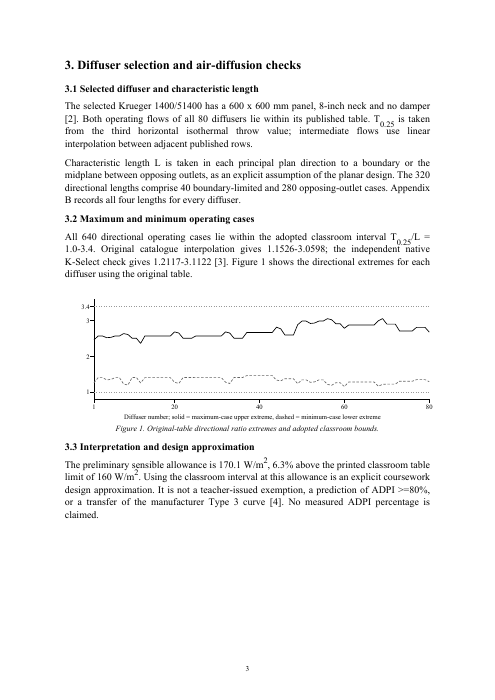 3. Diffuser selection and air-diffusion checks
3.1 Selected diffuser and characteristic length
The selected Krueger 1400/51400 has a 600 x 600 mm panel, 8-inch neck and no damper
[2]. Both operating flows of all 80 diffusers lie within its published table. T0.25 is taken
from the third horizontal isothermal throw value; intermediate flows use linear
interpolation between adjacent published rows.
Characteristic length L is taken in each principal plan direction to a boundary or the
midplane between opposing outlets, as an explicit assumption of the planar design. The 320
directional lengths comprise 40 boundary-limited and 280 opposing-outlet cases. Appendix
B records all four lengths for every diffuser.
3.2 Maximum and minimum operating cases
All 640 directional operating cases lie within the adopted classroom interval T0.25/L =
1.0-3.4. Original catalogue interpolation gives 1.1526-3.0598; the independent native
K-Select check gives 1.2117-3.1122 [3]. Figure 1 shows the directional extremes for each
diffuser using the original table.
3.4
3
2
1
1 20 40 60 80
Diffuser number; solid = maximum-case upper extreme, dashed = minimum-case lower extreme
Figure 1. Original-table directional ratio extremes and adopted classroom bounds.
3.3 Interpretation and design approximation
The preliminary sensible allowance is 170.1 W/m2, 6.3% above the printed classroom table
limit of 160 W/m2. Using the classroom interval at this allowance is an explicit coursework
design approximation. It is not a teacher-issued exemption, a prediction of ADPI >=80%,
or a transfer of the manufacturer Type 3 curve [4]. No measured ADPI percentage is
claimed.
3